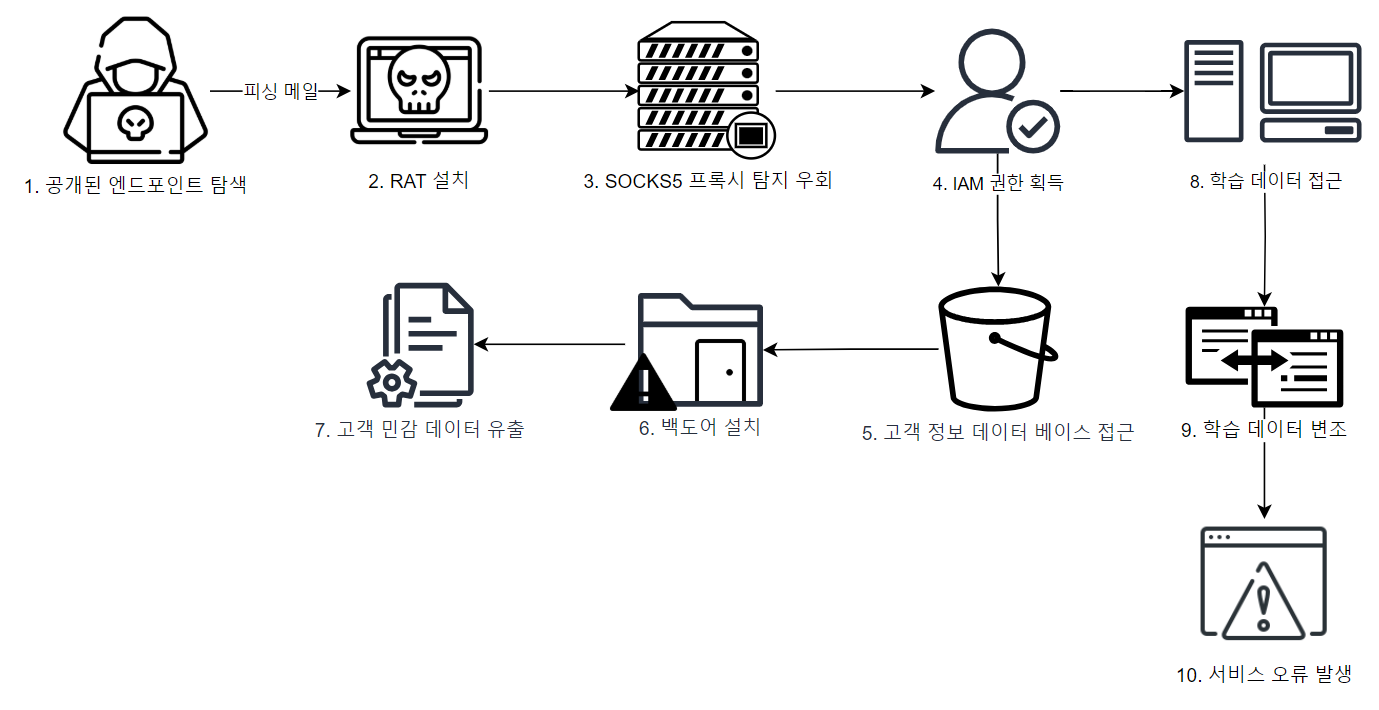 피싱 메일
1. 공개된 엔드포인트 탐색
2. RAT 설치
3. SOCKS5 프록시 탐지 우회
4. IAM 권한 획득
8. 학습 데이터 접근
7. 고객 민감 데이터 유출
6. 백도어 설치
5. 고객 정보 데이터 베이스 접근
9. 학습 데이터 변조
10. 서비스 오류 발생